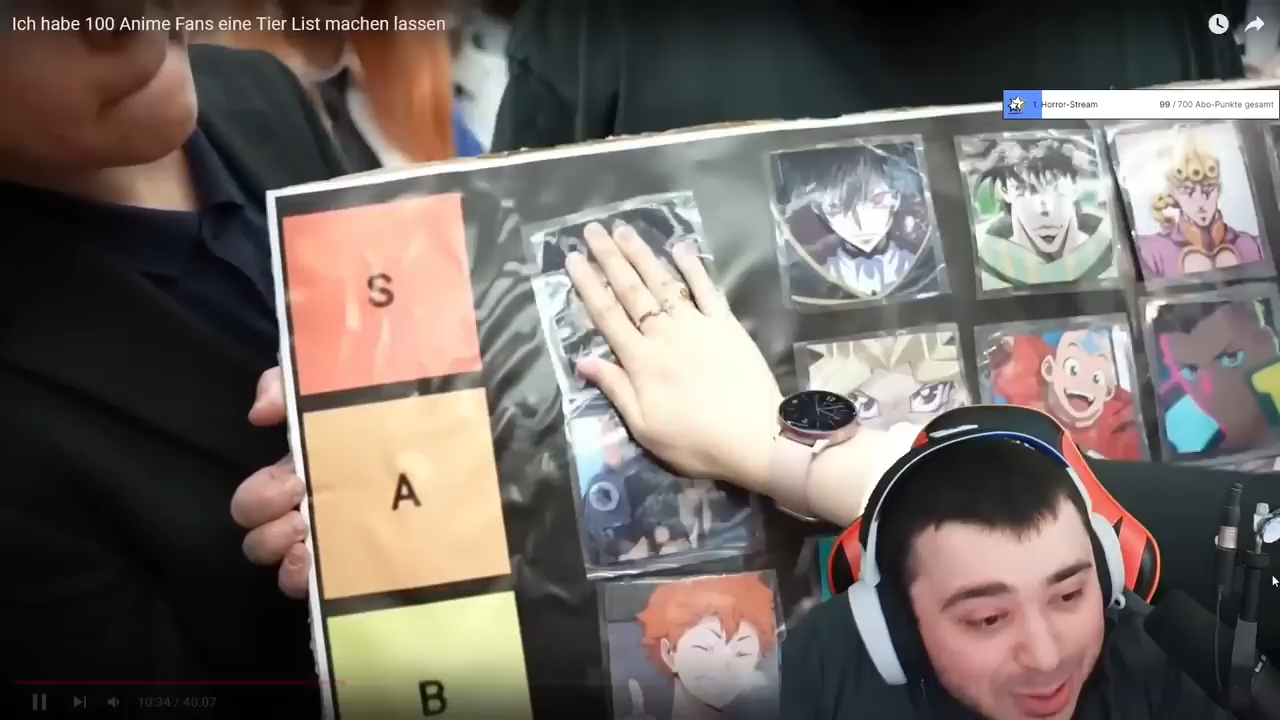 Ich habe 100 Anime Fans eine Tier List machen lassen
1. Horror-Stream 99 / 700 Abo-Punkte gesamt
S
A
B
10:34 / 40:07